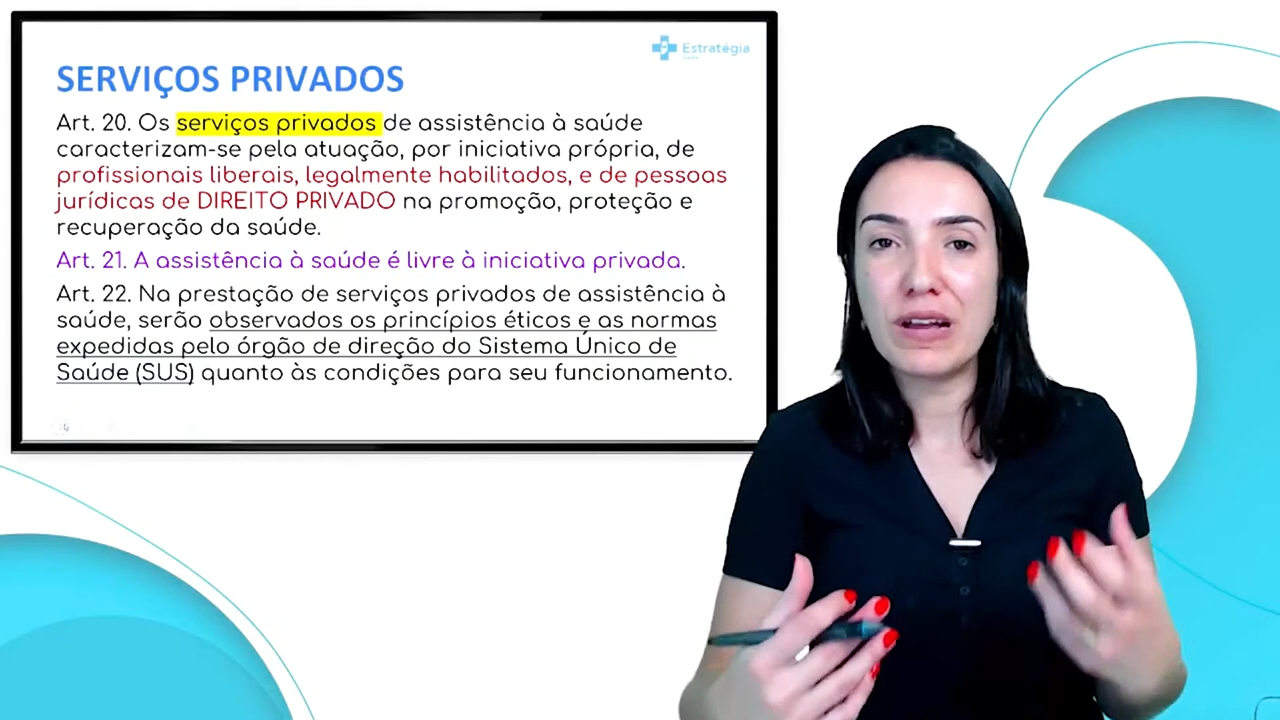 Estratégia
SERVIÇOS PRIVADOS
Art. 20. Os serviços privados de assistência à saúde
caracterizam-se pela atuação, por iniciativa própria, de
profissionais liberais, legalmente habilitados, e de pessoas
jurídicas de DIREITO PRIVADO na promoção, proteção e
recuperação da saúde.
Art. 21. A assistência à saúde é livre à iniciativa privada.
Art. 22. Na prestação de serviços privados de assistência à
saúde, serão observados os princípios éticos e as normas
expedidas pelo órgão de direção do Sistema Único de
Saúde (SUS) quanto às condições para seu funcionamento.